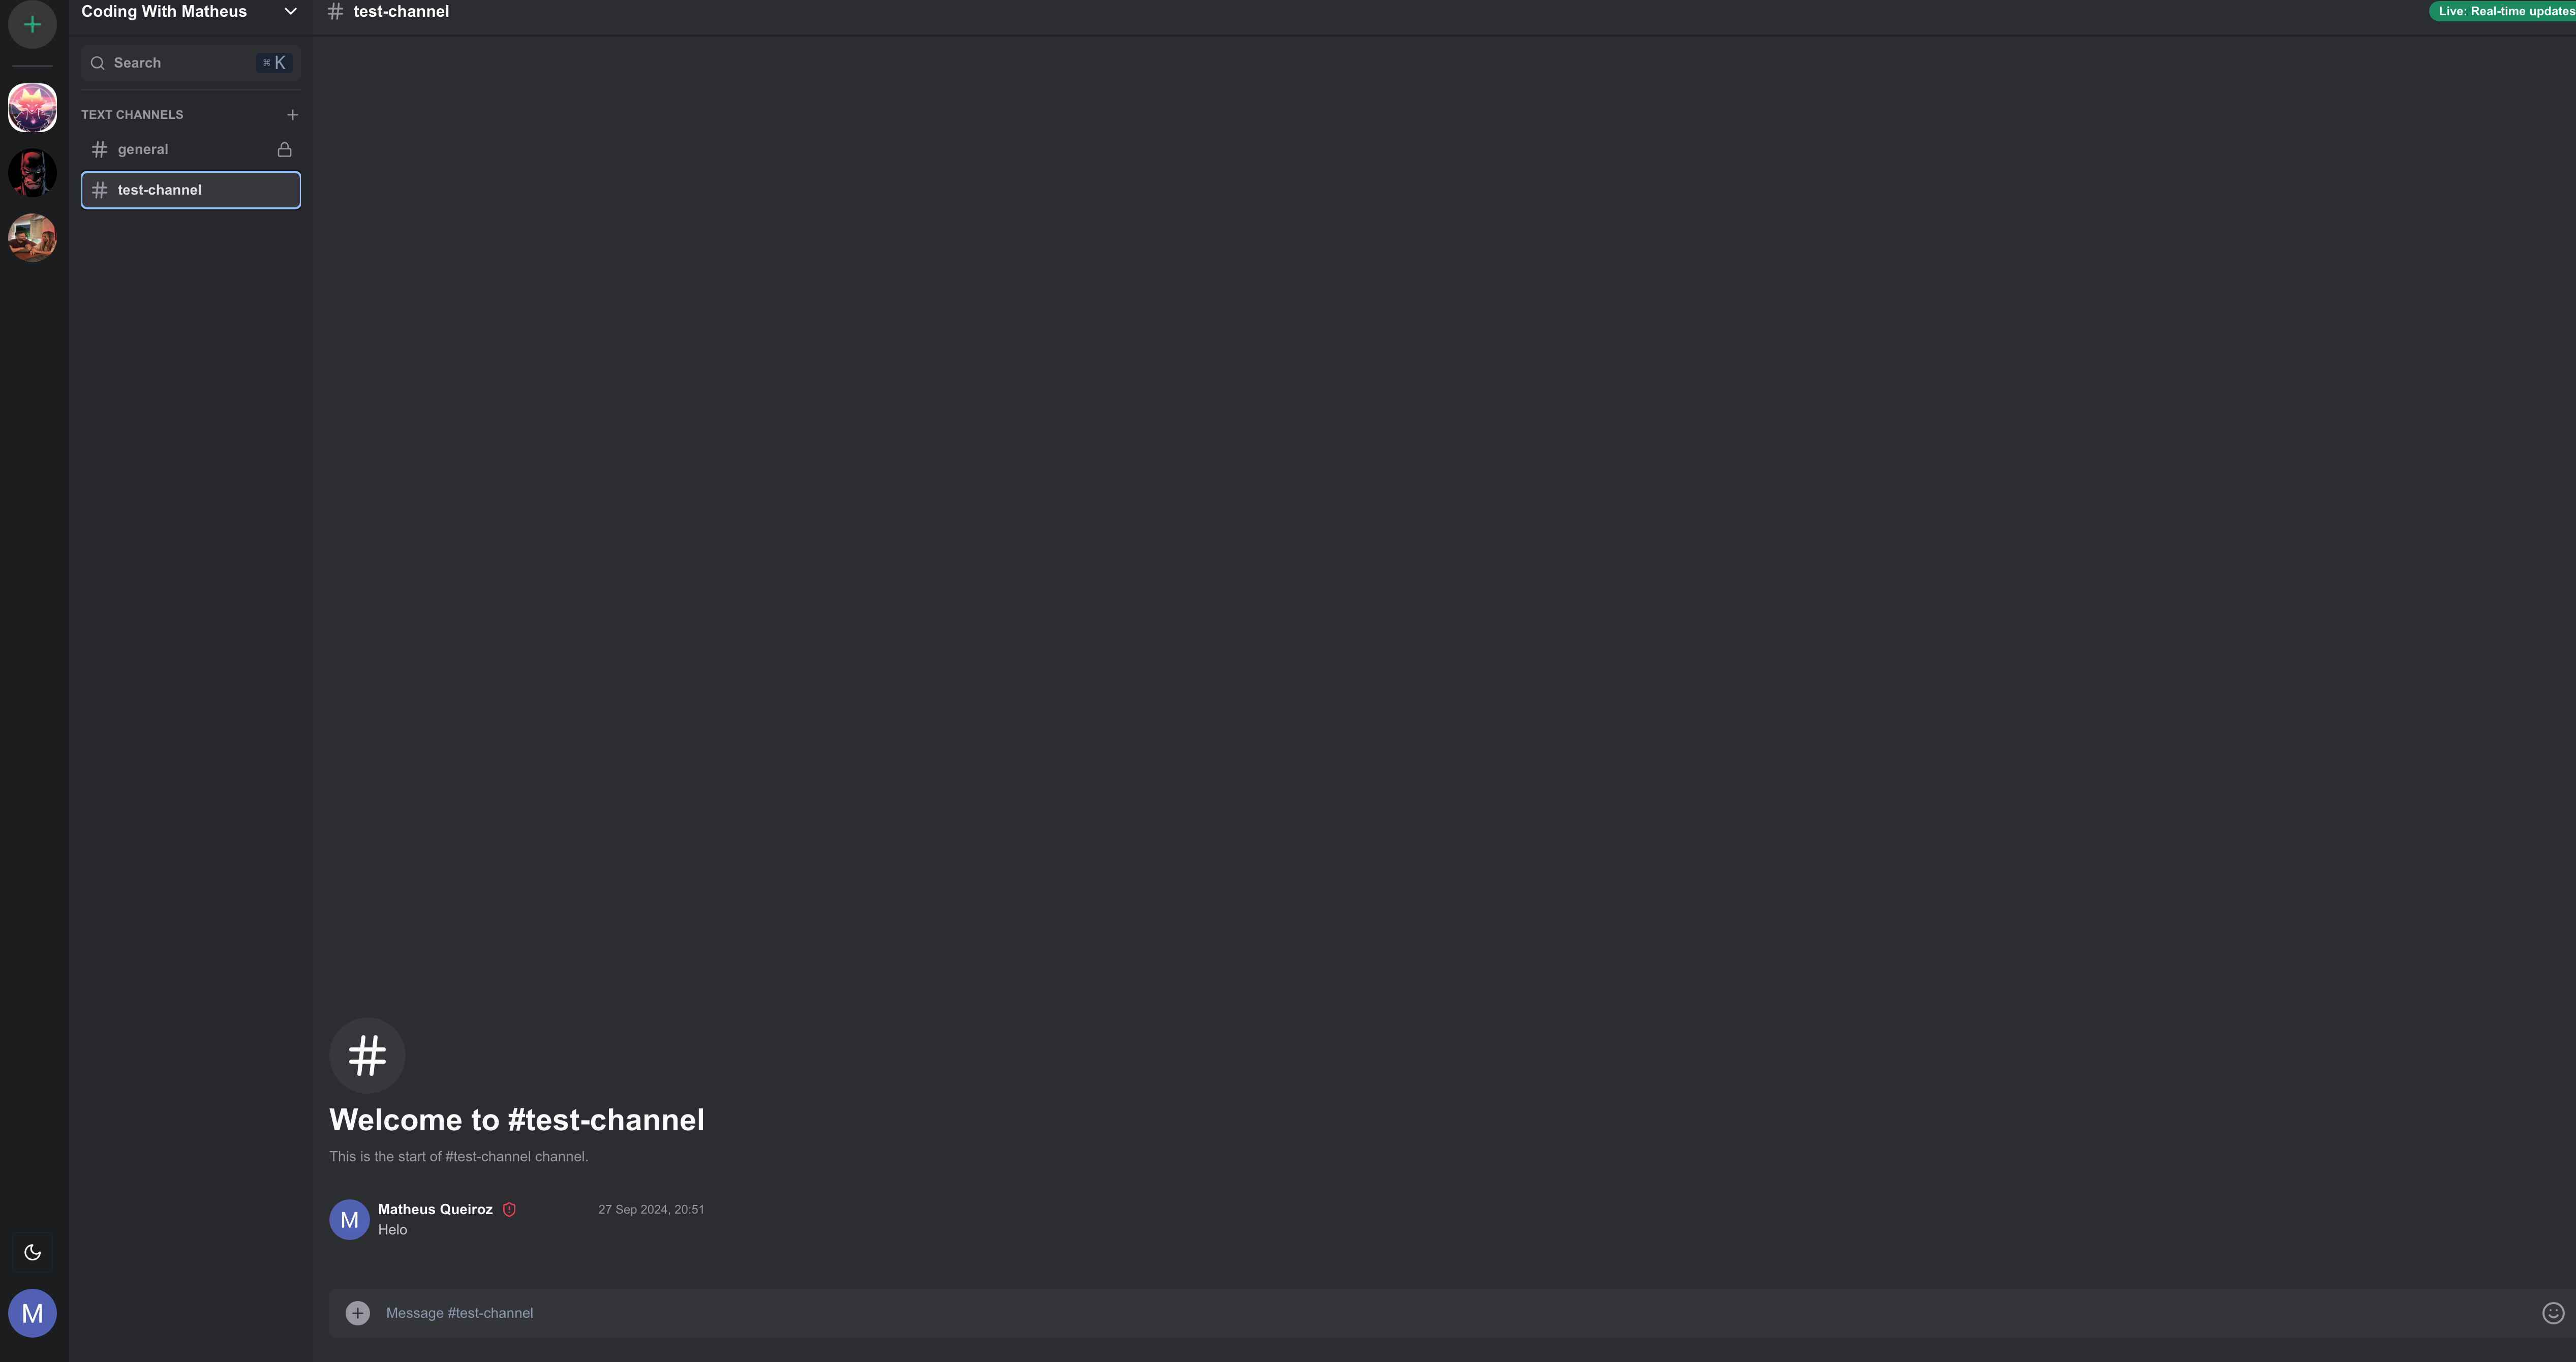 Coding With Matheus
# test-channel
Live: Real-time updates
Search
⌘ K
TEXT CHANNELS
# general
# test-channel
#
Welcome to #test-channel
This is the start of #test-channel channel.
M
Matheus Queiroz
27 Sep 2024, 20:51
Helo
Message #test-channel
M